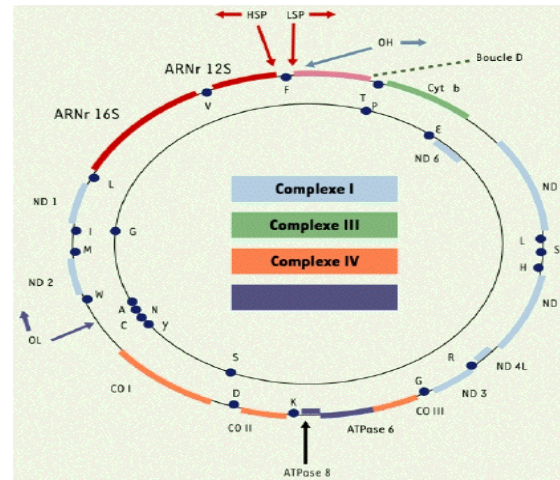 HSP LSP
OH
Boucle D
ARNr 12S
F
Cyt b
V
T
P
ARNr 16S
E
ND 6
L
Complexe I
ND
ND 1
Complexe III
I
G
L
S
M
Complexe IV
H
ND 2
W
ND
A
N
C
y
OL
S
R
ND 4L
CO I
D
K
G
ND 3
CO II
CO III
ATPase 6
ATPase 8